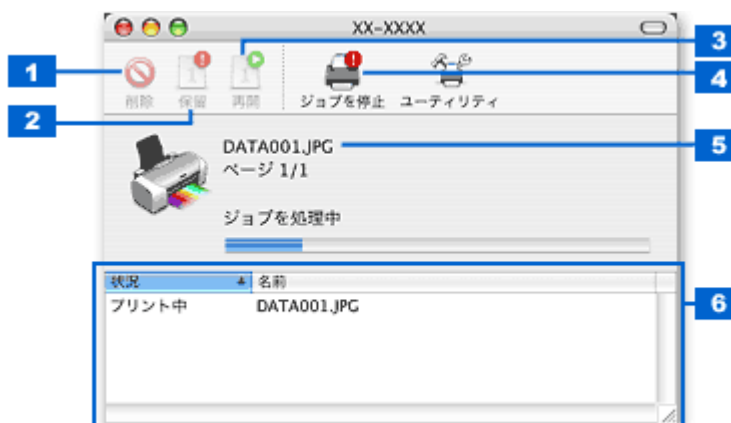 XX-XXXX
3
1
削除 保留 再開 ジョブを停止 ユーティリティ
4
2
DATA001.JPG
5
ページ 1/1
ジョブを処理中
状況 名前
プリント中 DATA001.JPG
6